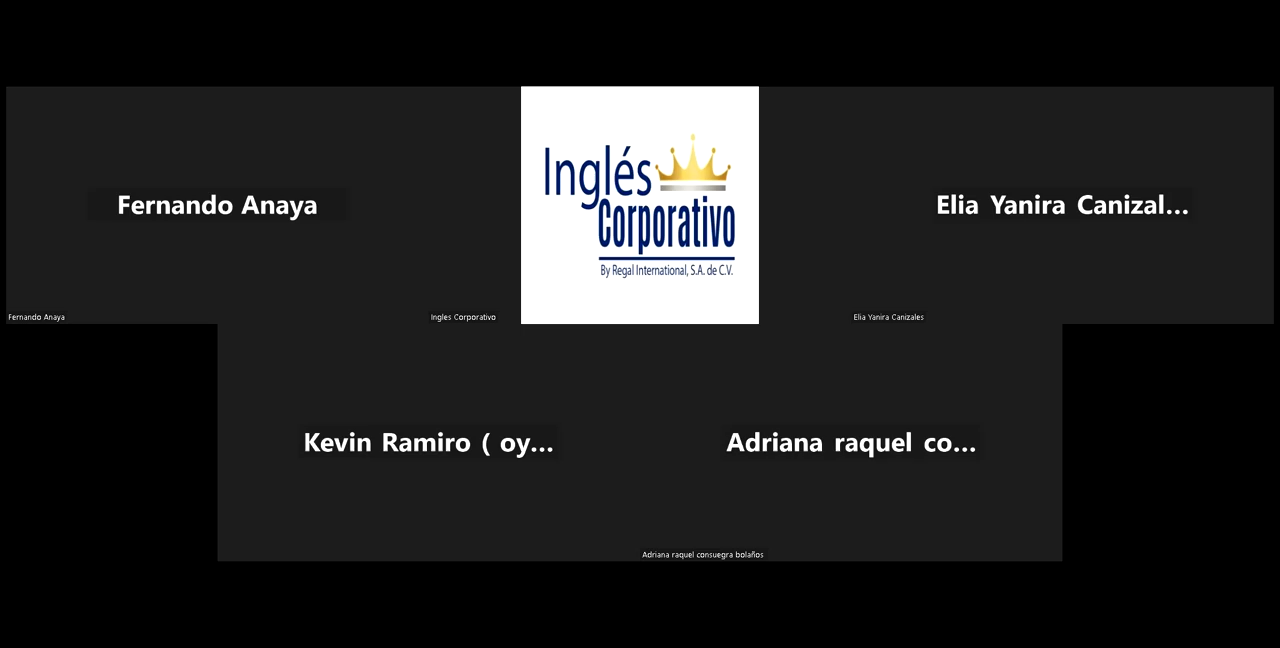 Fernando Anaya
Inglés
Corporativo
By Regal International, S.A. de C.V.
Elia Yanira Canizal...
Fernando Anaya
Ingles Corporativo
Elia Yanira Canizales
Kevin Ramiro ( oy...
Adriana raquel co...
Adriana raquel consuegra bolaños